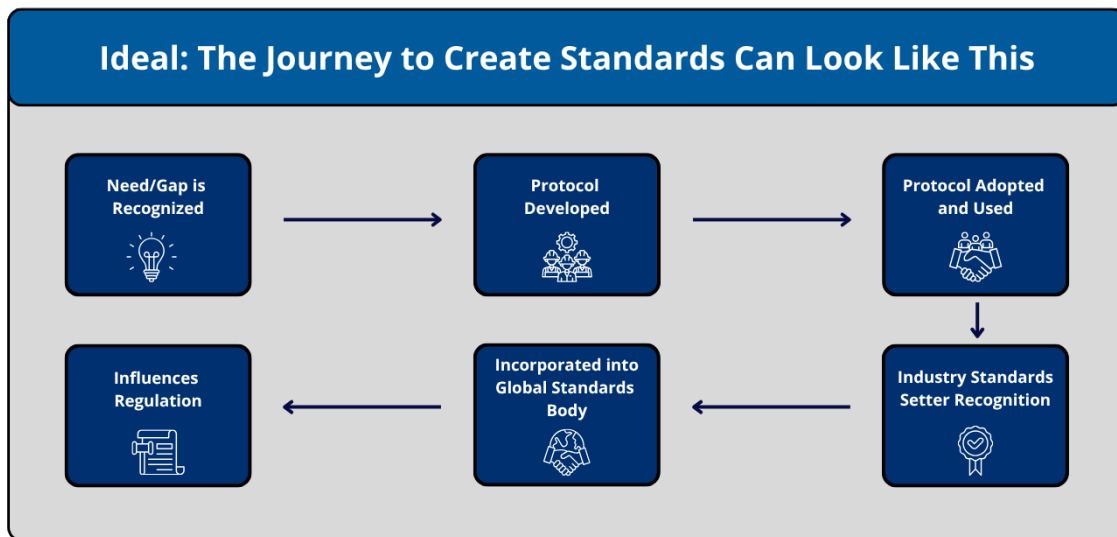 Ideal: The Journey to Create Standards Can Look Like This
Need/Gap is
Recognized
Protocol
Developed
Protocol Adopted
and Used
Industry Standards
Setter Recognition
Incorporated into
Global Standards
Body
Influences
Regulation